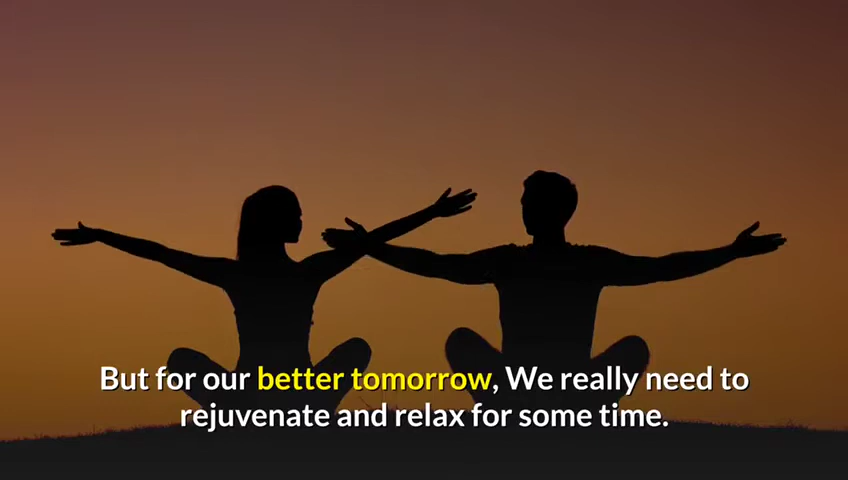 But for our better tomorrow, We really need to
rejuvenate and relax for some time.